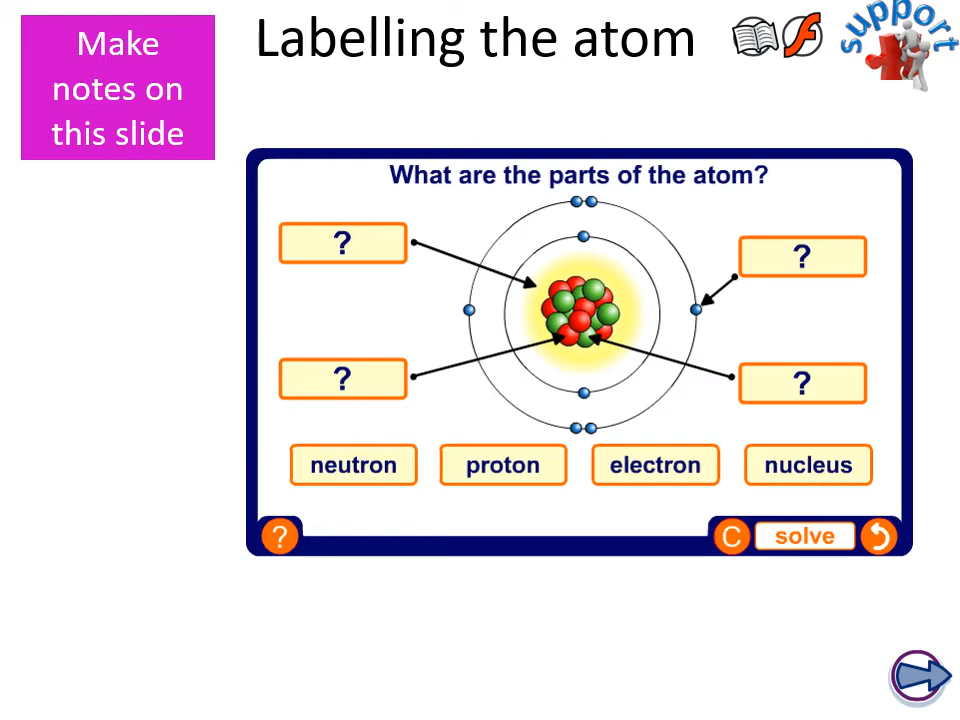 Make
notes on
this slide
Labelling the atom
support
What are the parts of the atom?
?
?
?
?
neutron
proton
electron
nucleus
?
C
solve